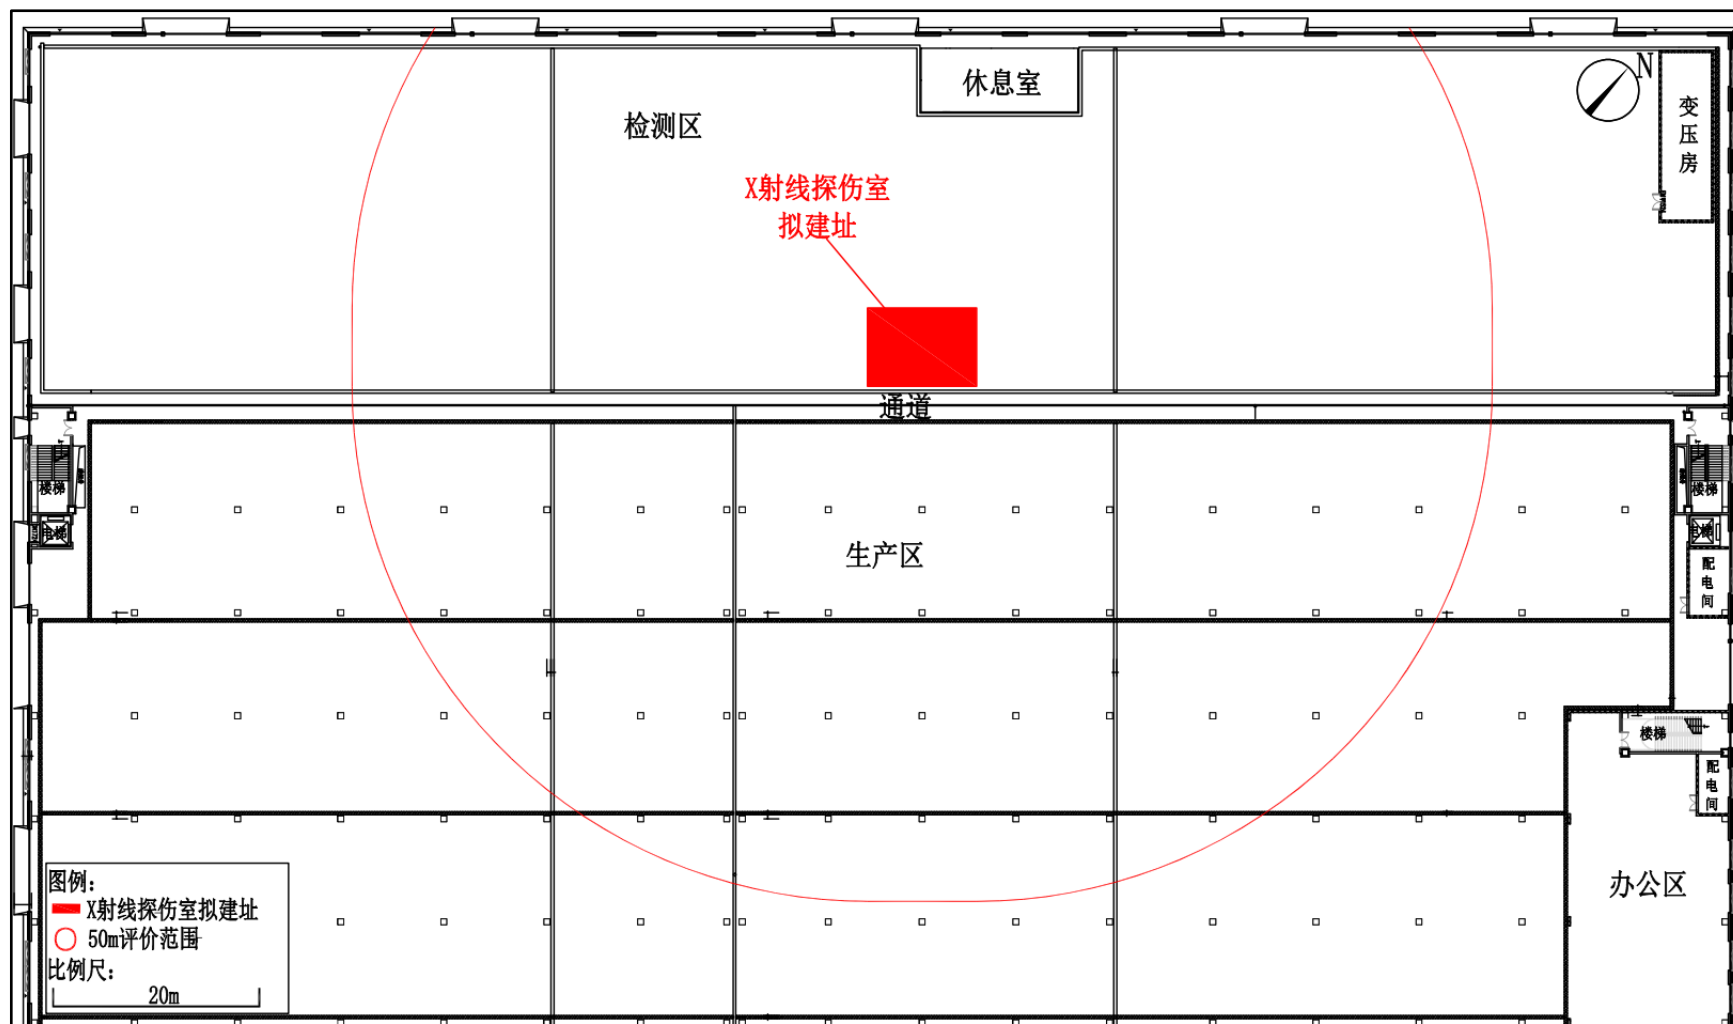 休息室
N
检测区
变
压
房
X射线探伤室
拟建址
通道
楼梯
楼梯
电梯
电梯
生产区
配
电
间
楼梯
配
电
间
办公区
图例:
X射线探伤室拟建址
50m评价范围
比例尺:
20m